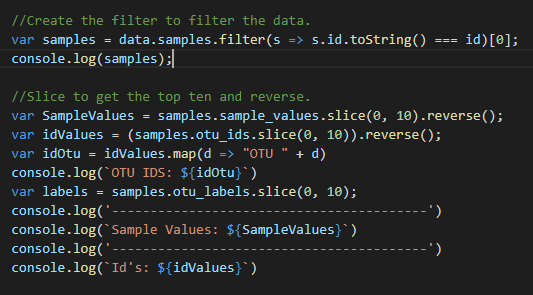 //Create the filter to filter the data.
var samples = data.samples.filter(s => s.id.toString() === id)[0];
console.log(samples);
//Slice to get the top ten and reverse.
var SampleValues = samples.sample_values.slice(0, 10).reverse();
var idValues = (samples.otu_ids.slice(0, 10)).reverse();
var idOtu = idValues.map(d => "OTU " + d)
console.log(`OTU IDS: ${idOtu}`)
var labels = samples.otu_labels.slice(0, 10);
console.log('-----------------------------------------')
console.log(`Sample Values: ${SampleValues}`)
console.log('-----------------------------------------')
console.log(`Id's: ${idValues}`)